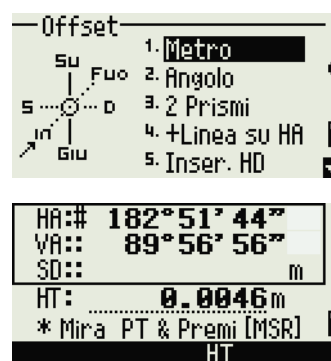 Offset
Su
Fuo
S
D
In
Giu
1. Metro
2. Angolo
3. 2 Prismi
4. +Linea su HA
5. Inser. HD
HA:# 182°51'44"
VA:: 89°56'56"
SD:: m
HT: 0.0046m
* Mira PT & Premi [MSR]
HT